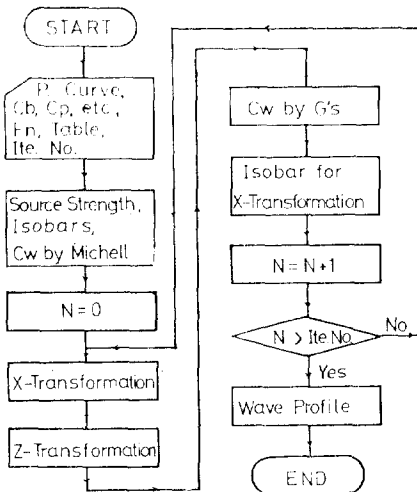 START
P. Curve,
Cb, Cp, etc.,
Fn, Table,
Ite. No.
Source Strength,
Isobars,
Cw by Michell
N = 0
X-Transformation
Z-Transformation
Cw by G's
Isobar for
X-Transformation
N = N+1
N > Ite No.
No
Yes
Wave Profile
END